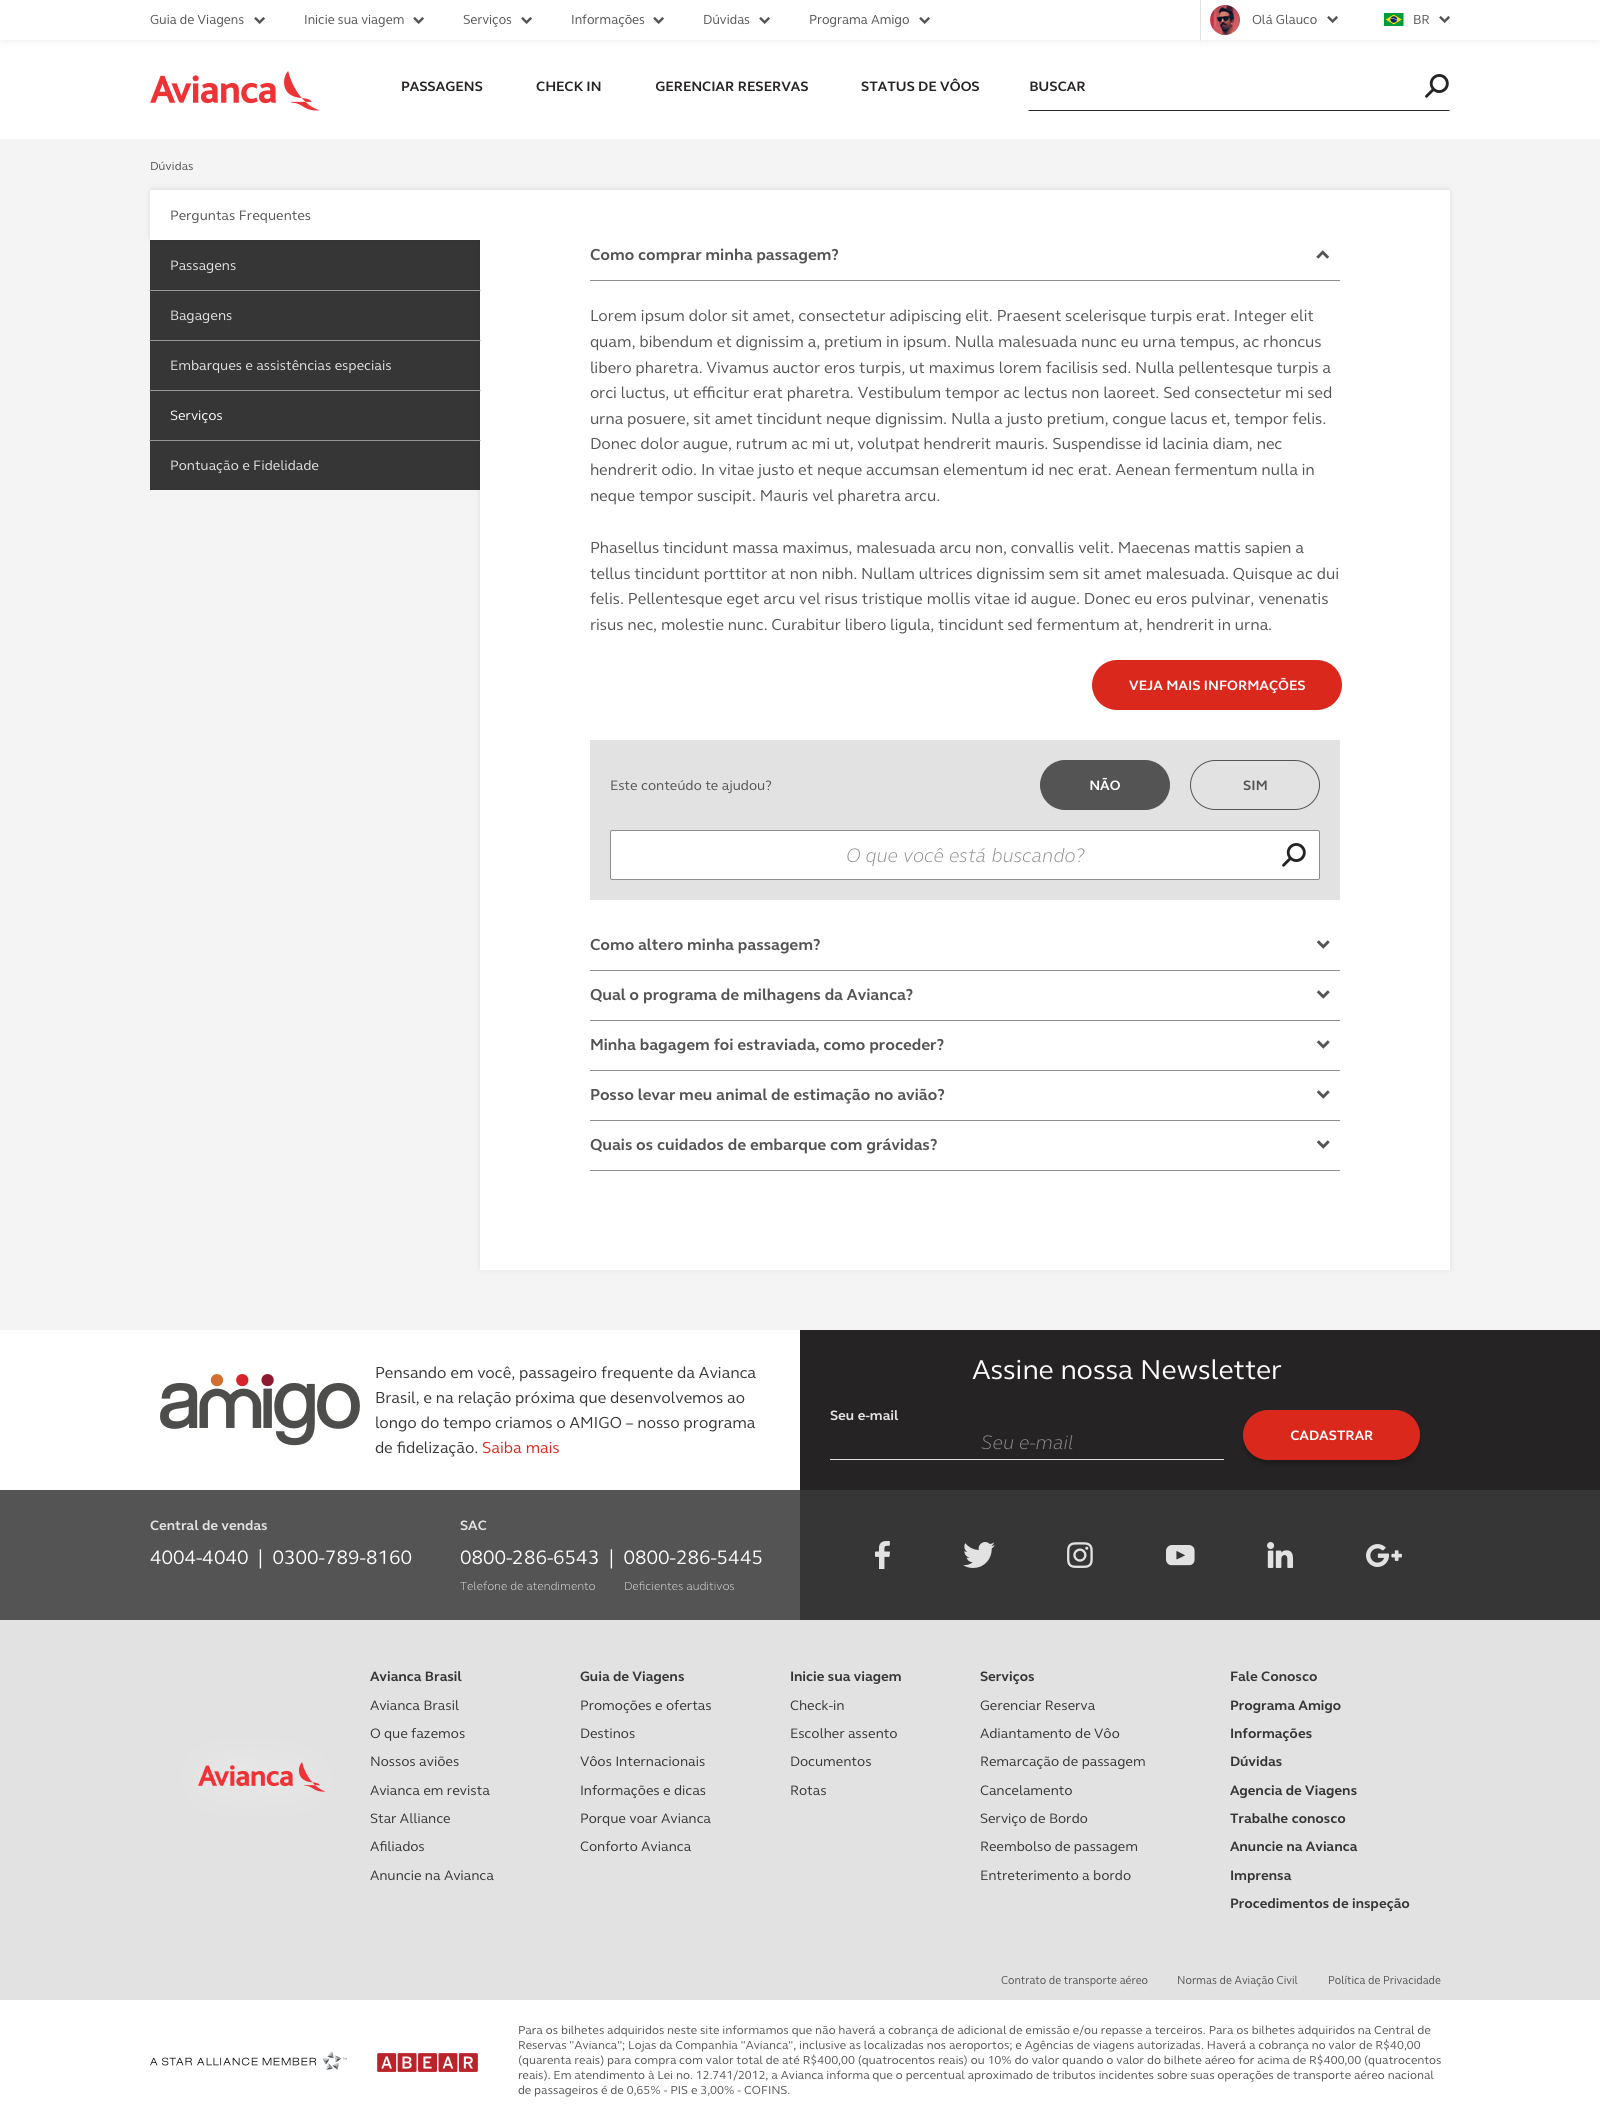 Guia de Viagens
Inicie sua viagem
Serviços
Informações
Dúvidas
Programa Amigo
Olá Glauco
BR
Avianca
PASSAGENS
CHECK IN
GERENCIAR RESERVAS
STATUS DE VÔOS
BUSCAR
Dúvidas
Perguntas Frequentes
Passagens
Bagagens
Embarques e assistências especiais
Serviços
Pontuação e Fidelidade
Como comprar minha passagem?
Lorem ipsum dolor sit amet, consectetur adipiscing elit. Praesent scelerisque turpis erat. Integer elit
quam, bibendum et dignissim a, pretium in ipsum. Nulla malesuada nunc eu urna tempus, ac rhoncus
libero pharetra. Vivamus auctor eros turpis, ut maximus lorem facilisis sed. Nulla pellentesque turpis a
orci luctus, ut efficitur erat pharetra. Vestibulum tempor ac lectus non laoreet. Sed consectetur mi sed
urna posuere, sit amet tincidunt neque dignissim. Nulla a justo pretium, congue lacus et, tempor felis.
Donec dolor augue, rutrum ac mi ut, volutpat hendrerit mauris. Suspendisse id lacinia diam, nec
hendrerit odio. In vitae justo et neque accumsan elementum id nec erat. Aenean fermentum nulla in
neque tempor suscipit. Mauris vel pharetra arcu.
Phasellus tincidunt massa maximus, malesuada arcu non, convallis velit. Maecenas mattis sapien a
tellus tincidunt porttitor at non nibh. Nullam ultrices dignissim sem sit amet malesuada. Quisque ac dui
felis. Pellentesque eget arcu vel risus tristique mollis vitae id augue. Donec eu eros pulvinar, venenatis
risus nec, molestie nunc. Curabitur libero ligula, tincidunt sed fermentum at, hendrerit in urna.
VEJA MAIS INFORMAÇÕES
Este conteúdo te ajudou?
NÃO
SIM
O que você está buscando?
Como altero minha passagem?
Qual o programa de milhagens da Avianca?
Minha bagagem foi estraviada, como proceder?
Posso levar meu animal de estimação no avião?
Quais os cuidados de embarque com grávidas?
amigo
Pensando em você, passageiro frequente da Avianca
Brasil, e na relação próxima que desenvolvemos ao
longo do tempo criamos o AMIGO – nosso programa
de fidelização. Saiba mais
Assine nossa Newsletter
Seu e-mail
Seu e-mail
CADASTRAR
Central de vendas
4004-4040 | 0300-789-8160
SAC
0800-286-6543 | 0800-286-5445
Telefone de atendimento
Deficientes auditivos
Avianca
Avianca Brasil
Avianca Brasil
O que fazemos
Nossos aviões
Avianca em revista
Star Alliance
Afiliados
Anuncie na Avianca
Guia de Viagens
Promoções e ofertas
Destinos
Vôos Internacionais
Informações e dicas
Porque voar Avianca
Conforto Avianca
Inicie sua viagem
Check-in
Escolher assento
Documentos
Rotas
Serviços
Gerenciar Reserva
Adiantamento de Vôo
Remarcação de passagem
Cancelamento
Serviço de Bordo
Reembolso de passagem
Entreterimento a bordo
Fale Conosco
Programa Amigo
Informações
Dúvidas
Agencia de Viagens
Trabalhe conosco
Anuncie na Avianca
Imprensa
Procedimentos de inspeção
Contrato de transporte aéreo
Normas de Aviação Civil
Política de Privacidade
A STAR ALLIANCE MEMBER
ABEAR
Para os bilhetes adquiridos neste site informamos que não haverá a cobrança de adicional de emissão e/ou repasse a terceiros. Para os bilhetes adquiridos na Central de
Reservas "Avianca"; Lojas da Companhia "Avianca", inclusive as localizadas nos aeroportos; e Agências de viagens autorizadas. Haverá a cobrança no valor de R$40,00
(quarenta reais) para compra com valor total de até R$400,00 (quatrocentos reais) ou 10% do valor quando o valor do bilhete aéreo for acima de R$400,00 (quatrocentos
reais). Em atendimento à Lei no. 12.741/2012, a Avianca informa que o percentual aproximado de tributos incidentes sobre suas operações de transporte aéreo nacional
de passageiros é de 0,65% - PIS e 3,00% - COFINS.